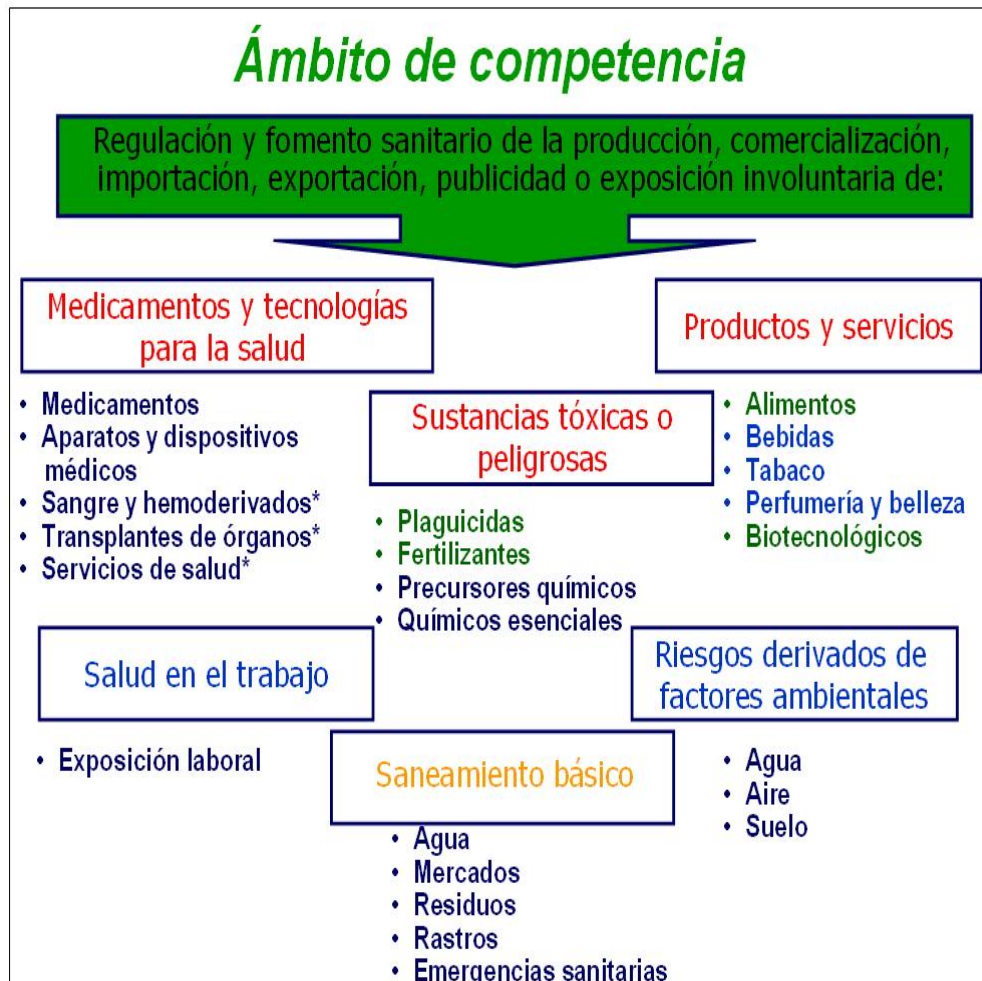 Ámbito de competencia
Regulación y fomento sanitario de la producción, comercialización,
importación, exportación, publicidad o exposición involuntaria de:
Medicamentos y tecnologías
para la salud
• Medicamentos
• Aparatos y dispositivos
médicos
• Sangre y hemoderivados*
• Transplantes de órganos*
• Servicios de salud*
Sustancias tóxicas o
peligrosas
• Plaguicidas
• Fertilizantes
• Precursores químicos
• Químicos esenciales
Productos y servicios
• Alimentos
• Bebidas
• Tabaco
• Perfumería y belleza
• Biotecnológicos
Salud en el trabajo
• Exposición laboral
Saneamiento básico
• Agua
• Mercados
• Residuos
• Rastros
• Emergencias sanitarias
Riesgos derivados de
factores ambientales
• Agua
• Aire
• Suelo